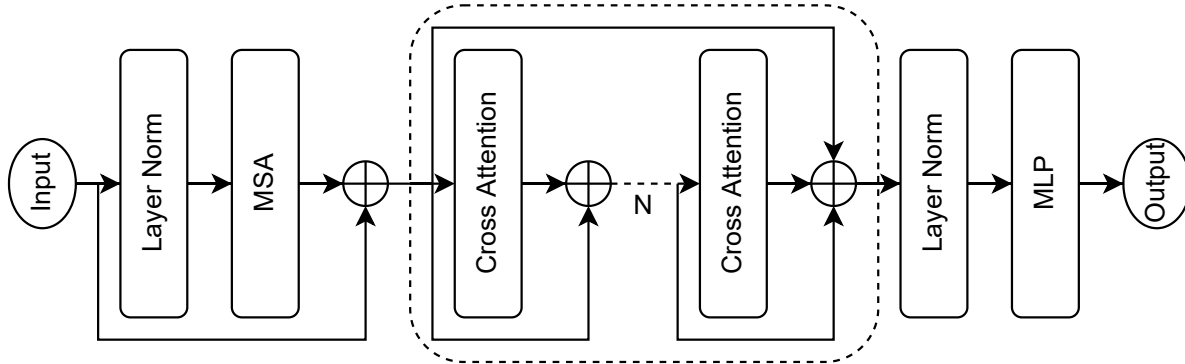 Input
Layer Norm
MSA
Cross Attention
N
Cross Attention
Layer Norm
MLP
Output